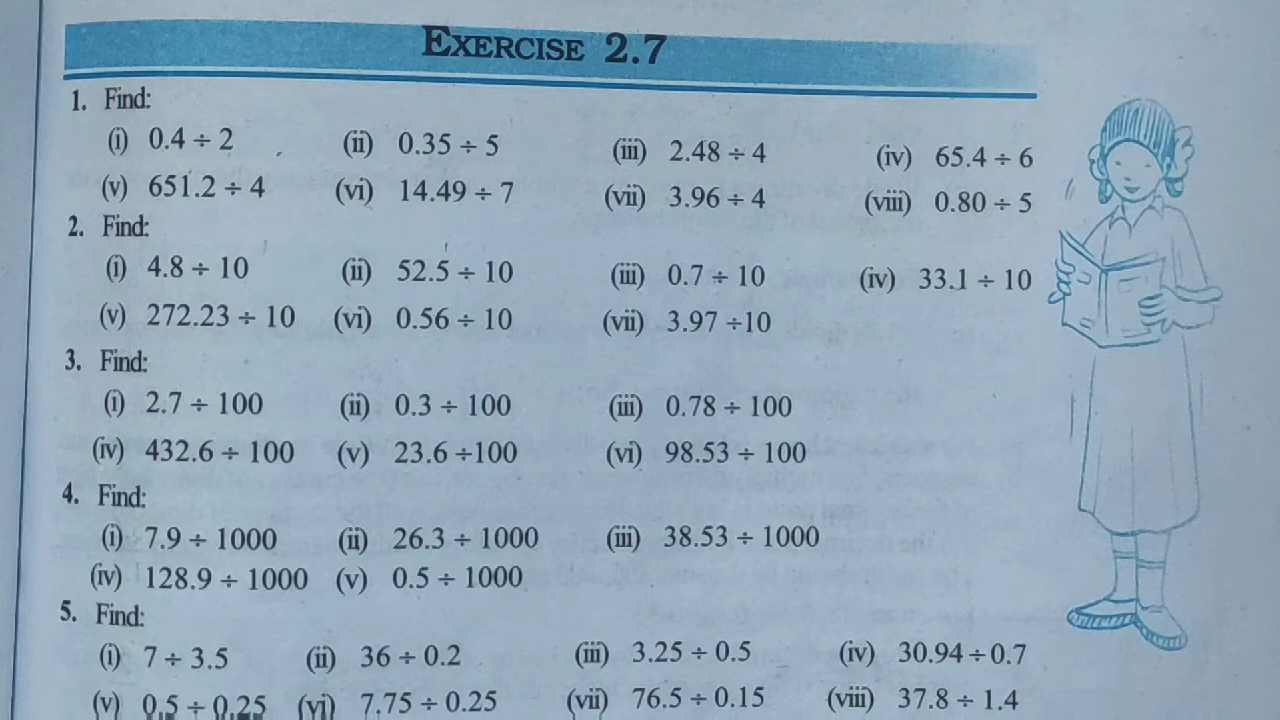 EXERCISE 2.7
1. Find:
(i) 0.4 ÷ 2 (ii) 0.35 ÷ 5 (iii) 2.48 ÷ 4 (iv) 65.4 ÷ 6
(v) 651.2 ÷ 4 (vi) 14.49 ÷ 7 (vii) 3.96 ÷ 4 (viii) 0.80 ÷ 5
2. Find:
(i) 4.8 ÷ 10 (ii) 52.5 ÷ 10 (iii) 0.7 ÷ 10 (iv) 33.1 ÷ 10
(v) 272.23 ÷ 10 (vi) 0.56 ÷ 10 (vii) 3.97 ÷10
3. Find:
(i) 2.7 ÷ 100 (ii) 0.3 ÷ 100 (iii) 0.78 ÷ 100
(iv) 432.6 ÷ 100 (v) 23.6 ÷100 (vi) 98.53 ÷ 100
4. Find:
(i) 7.9 ÷ 1000 (ii) 26.3 ÷ 1000 (iii) 38.53 ÷ 1000
(iv) 128.9 ÷ 1000 (v) 0.5 ÷ 1000
5. Find:
(i) 7 ÷ 3.5 (ii) 36 ÷ 0.2 (iii) 3.25 ÷ 0.5 (iv) 30.94 ÷ 0.7
(v) 0.5 ÷ 0.25 (vi) 7.75 ÷ 0.25 (vii) 76.5 ÷ 0.15 (viii) 37.8 ÷ 1.4